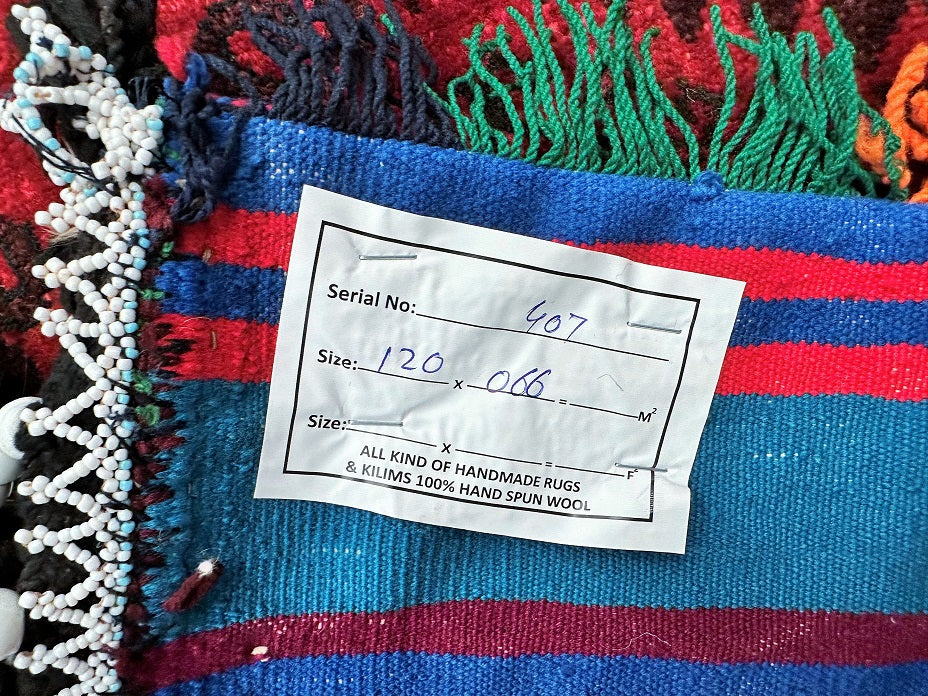 Serial No: 407
Size: 120 x 066 = M²
Size: x = F²
ALL KIND OF HANDMADE RUGS
& KILIMS 100% HAND SPUN WOOL